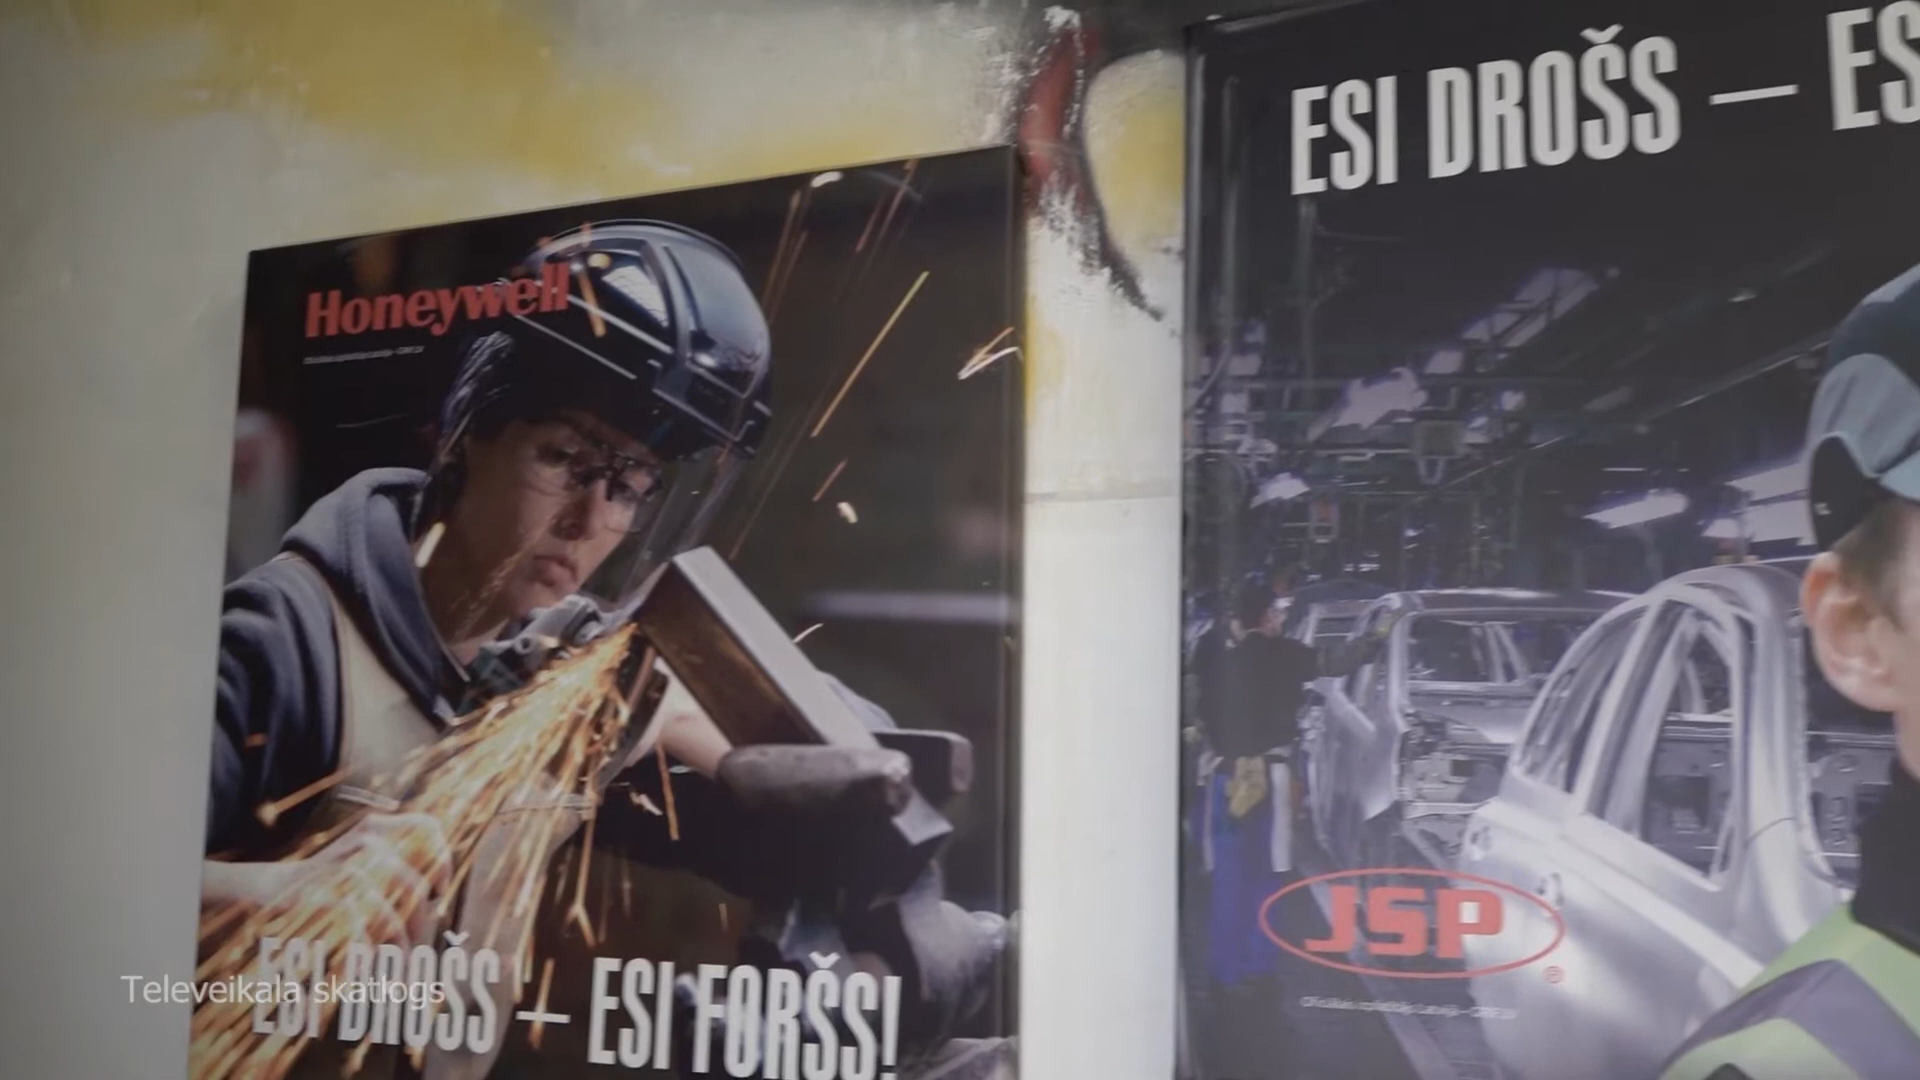 Honeywell
ESI DROŠS — ESI FORŠS!
ESI DROŠS — ES
JSP
®
Televeikala skatlogs